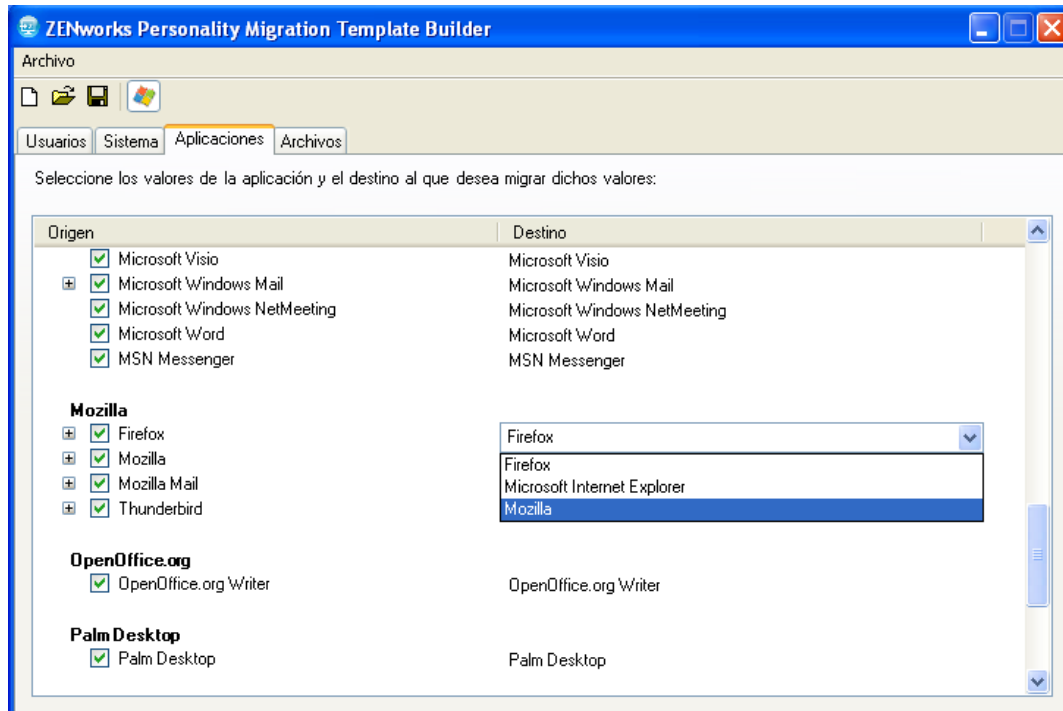 ZENworks Personality Migration Template Builder
Archivo
Usuarios Sistema Aplicaciones Archivos
Seleccione los valores de la aplicación y el destino al que desea migrar dichos valores:
Origen Destino
Microsoft Visio Microsoft Visio
Microsoft Windows Mail Microsoft Windows Mail
Microsoft Windows NetMeeting Microsoft Windows NetMeeting
Microsoft Word Microsoft Word
MSN Messenger MSN Messenger
Mozilla
Firefox Firefox
Mozilla Firefox
Mozilla Mail Microsoft Internet Explorer
Thunderbird Mozilla
OpenOffice.org
OpenOffice.org Writer OpenOffice.org Writer
Palm Desktop
Palm Desktop Palm Desktop